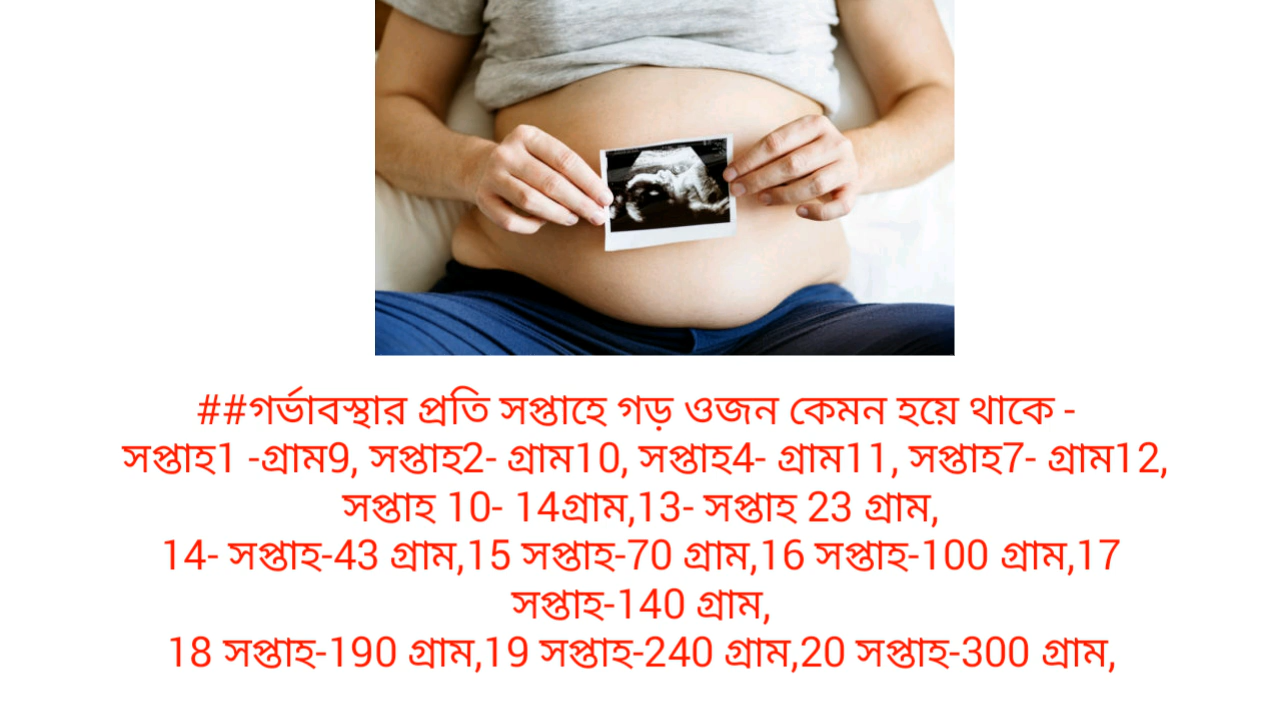 ##গর্ভাবস্থার প্রতি সপ্তাহে গড় ওজন কেমন হয়ে থাকে -
সপ্তাহ1 -গ্রাম9, সপ্তাহ2- গ্রাম10, সপ্তাহ4- গ্রাম11, সপ্তাহ7- গ্রাম12,
সপ্তাহ 10- 14গ্রাম,13- সপ্তাহ 23 গ্রাম,
14- সপ্তাহ-43 গ্রাম,15 সপ্তাহ-70 গ্রাম,16 সপ্তাহ-100 গ্রাম,17
সপ্তাহ-140 গ্রাম,
18 সপ্তাহ-190 গ্রাম,19 সপ্তাহ-240 গ্রাম,20 সপ্তাহ-300 গ্রাম,